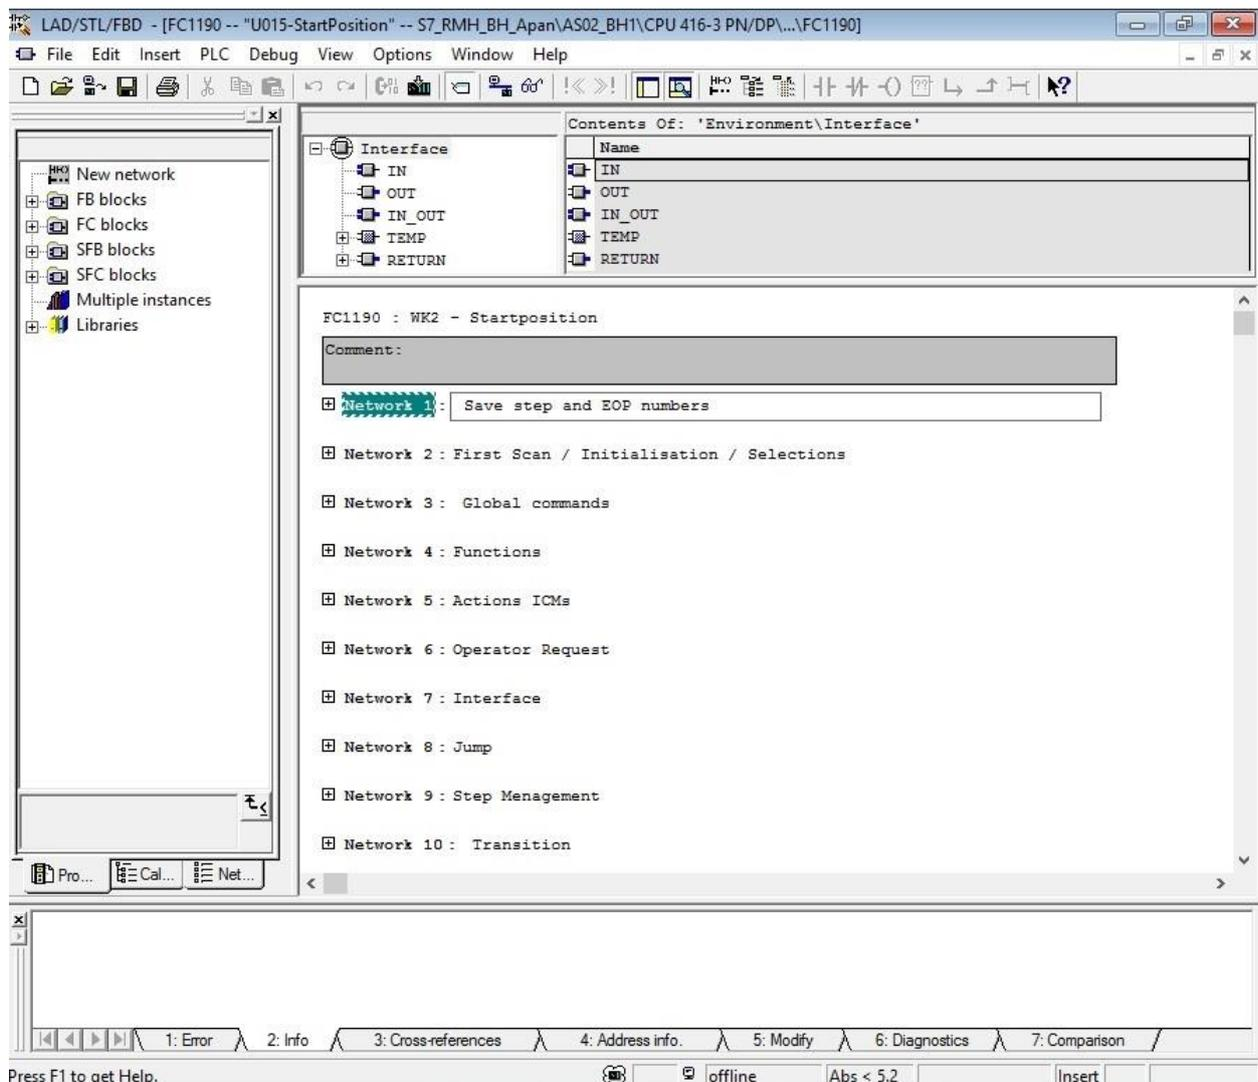 LAD/STL/FBD - [FC1190 -- "U015-StartPosition" -- S7_RMH_BH_Apan\AS02_BH1\CPU 416-3 PN/DP\...\FC1190]
File Edit Insert PLC Debug View Options Window Help
New network
FB blocks
FC blocks
SFB blocks
SFC blocks
Multiple instances
Libraries
Pro... Cal... Net...
Interface
IN
OUT
IN_OUT
TEMP
RETURN
Contents Of: 'Environment\Interface'
Name
IN
OUT
IN_OUT
TEMP
RETURN
FC1190 : WK2 - Startposition
Comment:
Network 1: Save step and EOP numbers
Network 2 : First Scan / Initialisation / Selections
Network 3 : Global commands
Network 4 : Functions
Network 5 : Actions ICMs
Network 6 : Operator Request
Network 7 : Interface
Network 8 : Jump
Network 9 : Step Menagement
Network 10 : Transition
1: Error 2: Info 3: Cross-references 4: Address info. 5: Modify 6: Diagnostics 7: Comparison
Press F1 to get Help. offline Abs < 5.2 Insert